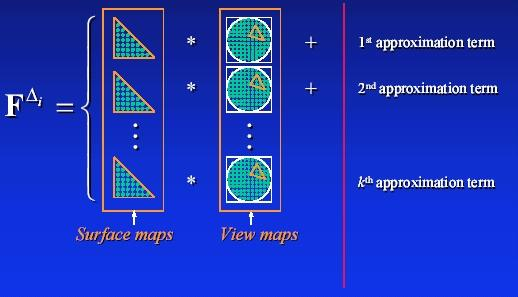 * + 1st approximation term
F^Δi = * + 2nd approximation term
* kth approximation term
Surface maps View maps